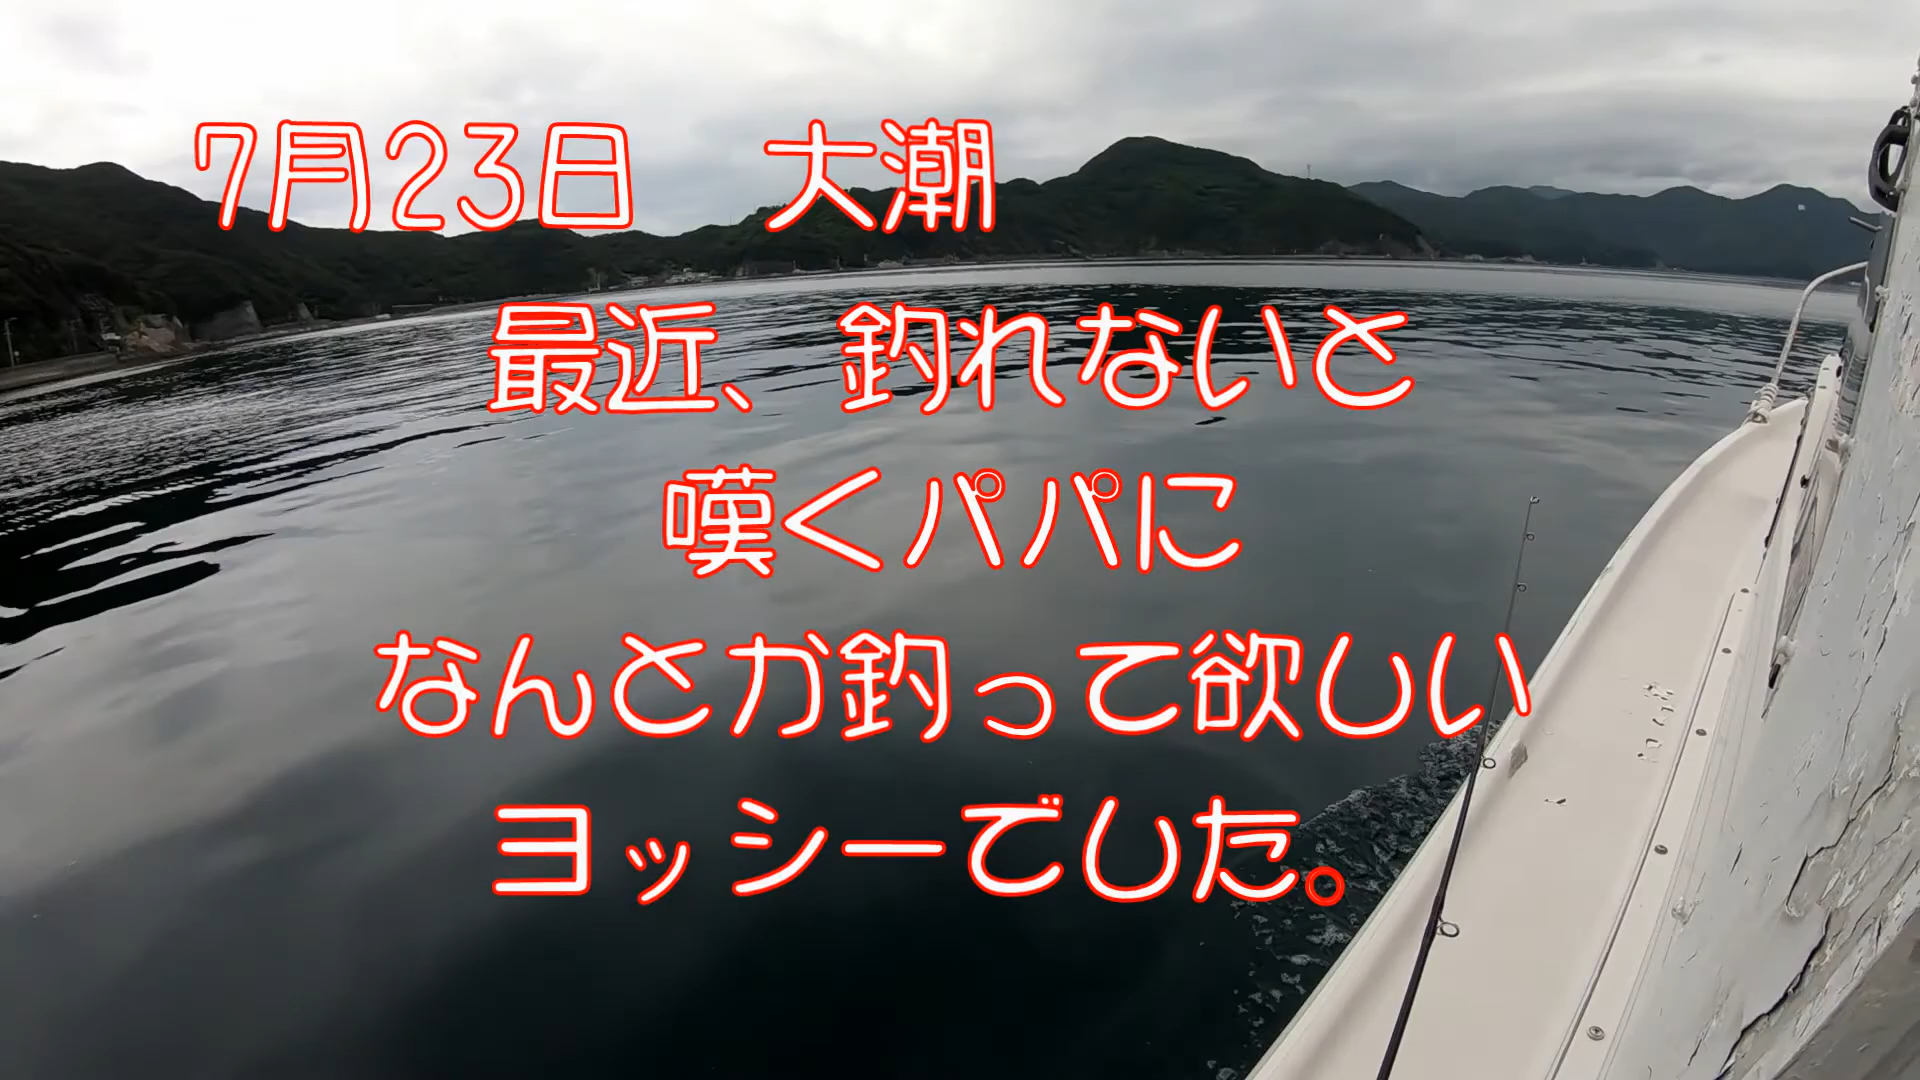 7月23日　大潮
最近、釣れないと
嘆くパパに
なんとか釣って欲しい
ヨッシーでした。